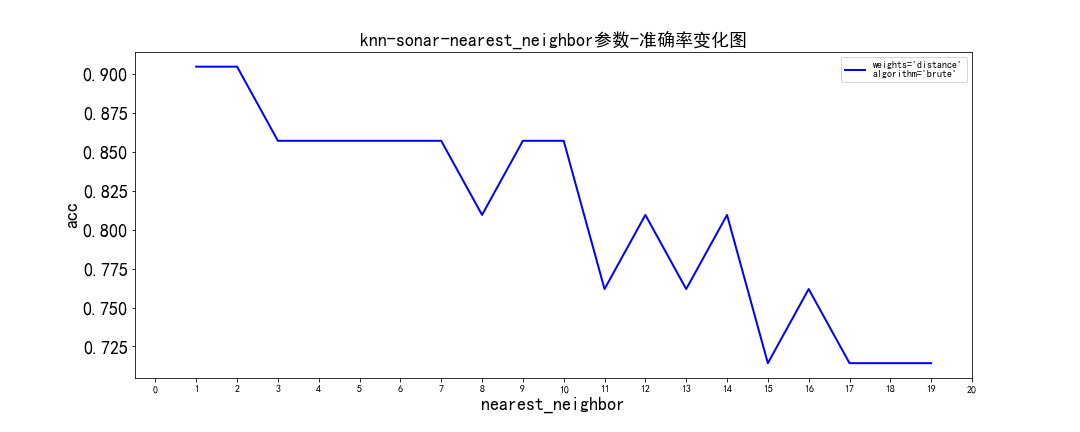 knn-sonar-nearest_neighbor参数-准确率变化图
weights='distance'
algorithm='brute'
acc
0.900
0.875
0.850
0.825
0.800
0.775
0.750
0.725
0 1 2 3 4 5 6 7 8 9 10 11 12 13 14 15 16 17 18 19 20
nearest_neighbor